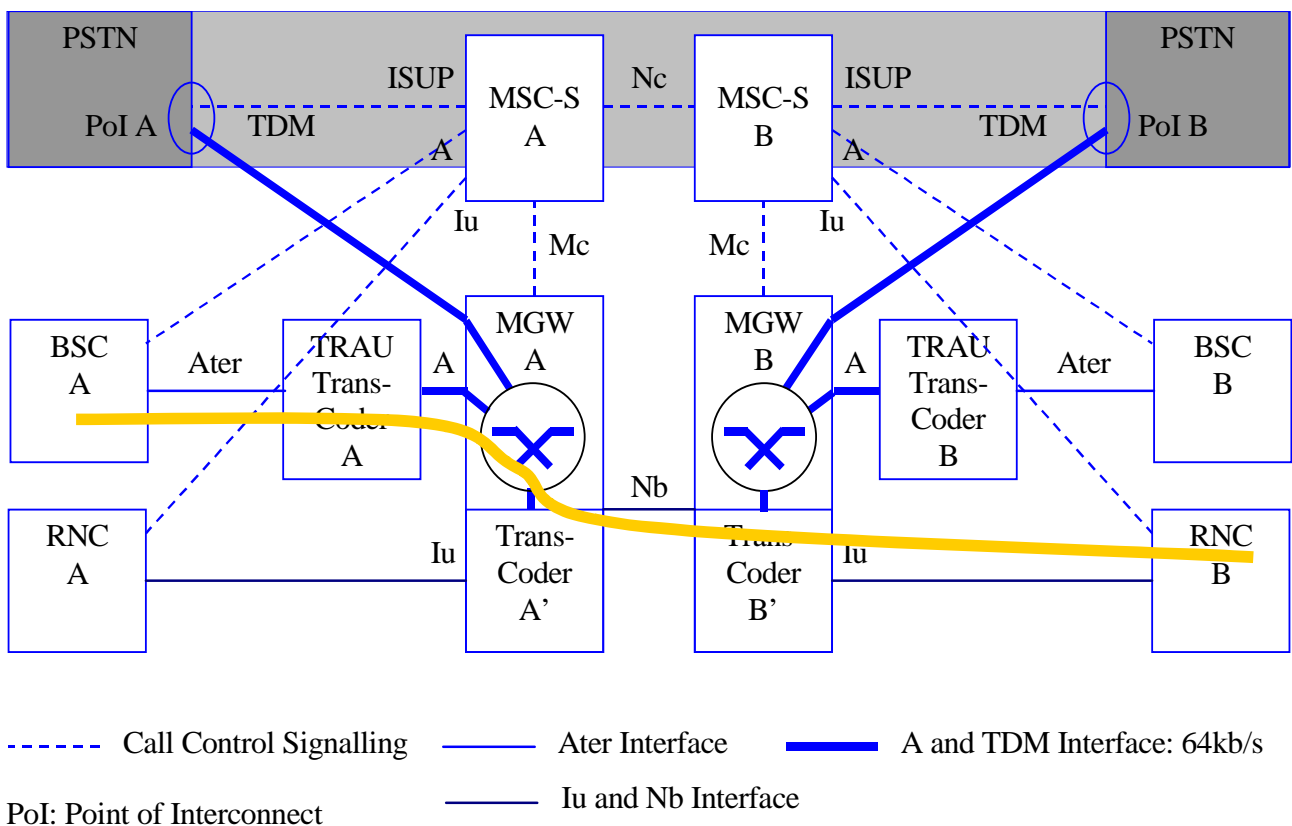 PSTN
PSTN
ISUP
MSC-S
A
Nc
MSC-S
B
ISUP
PoI A
TDM
TDM
PoI B
A
A
Iu
Iu
Mc
Mc
BSC
A
Ater
TRAU
Trans-
Coder
A
A
MGW
A
MGW
B
A
TRAU
Trans-
Coder
B
Ater
BSC
B
Nb
RNC
A
Iu
Trans-
Coder
A’
Trans-
Coder
B’
Iu
RNC
B
Call Control Signalling
Ater Interface
A and TDM Interface: 64kb/s
PoI: Point of Interconnect
Iu and Nb Interface